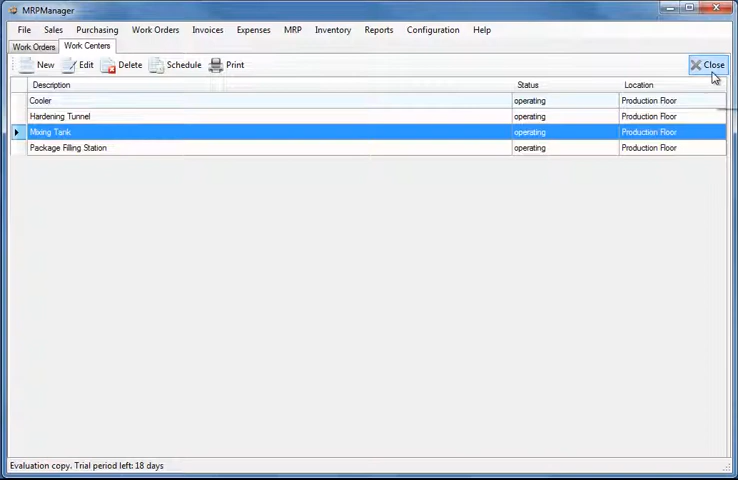 MRPManager
File Sales Purchasing Work Orders Invoices Expenses MRP Inventory Reports Configuration Help
Work Orders Work Centers
New Edit Delete Schedule Print Close
Description Status Location
Cooler operating Production Floor
Hardening Tunnel operating Production Floor
Mixing Tank operating Production Floor
Package Filling Station operating Production Floor
Evaluation copy. Trial period left: 18 days